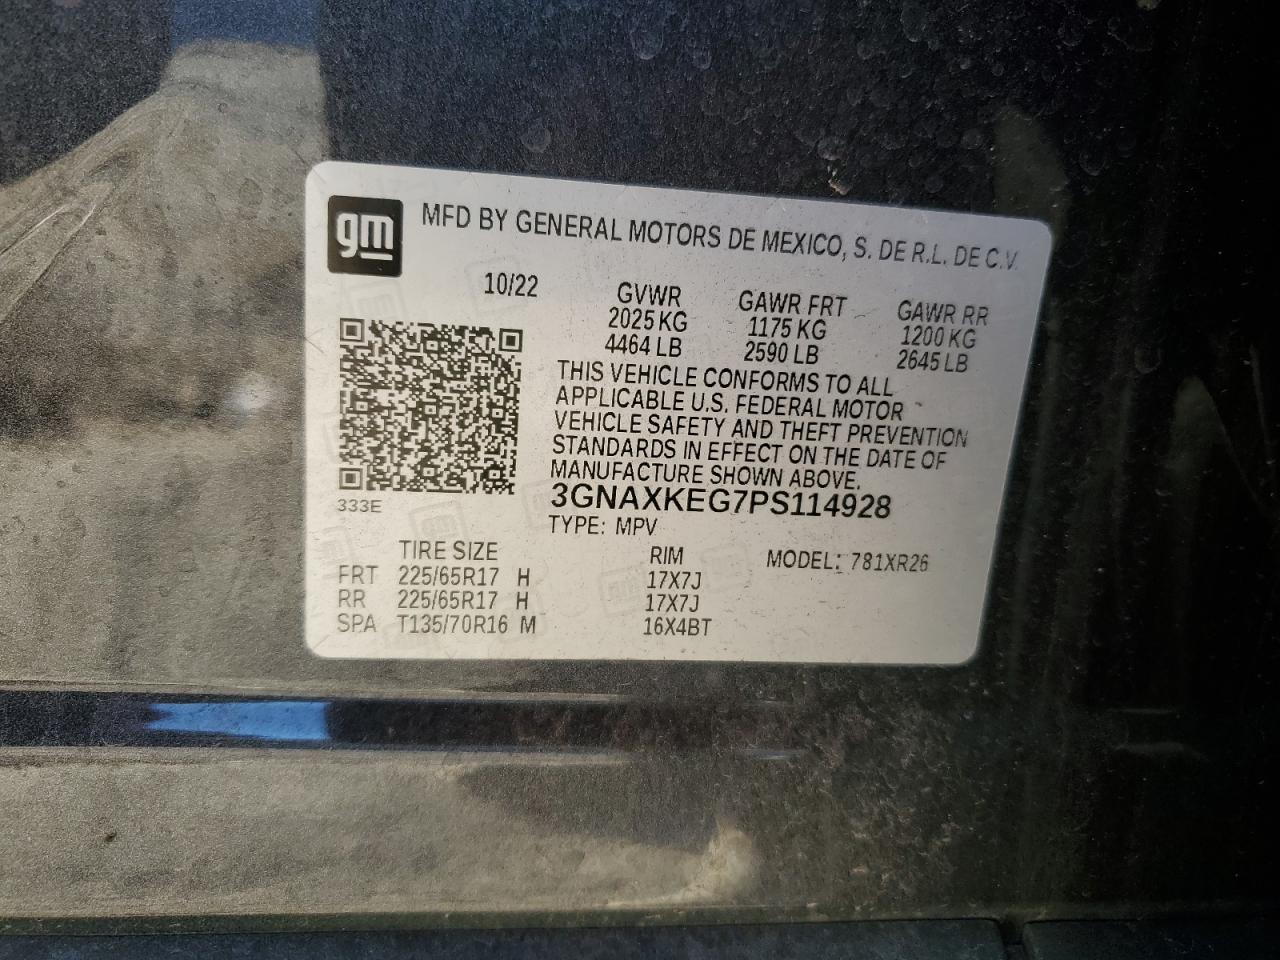 gm
MFD BY GENERAL MOTORS DE MEXICO, S. DE R.L. DE C.V.
10/22
GVWR GAWR FRT GAWR RR
2025 KG 1175 KG 1200 KG
4464 LB 2590 LB 2645 LB
THIS VEHICLE CONFORMS TO ALL
APPLICABLE U.S. FEDERAL MOTOR
VEHICLE SAFETY AND THEFT PREVENTION
STANDARDS IN EFFECT ON THE DATE OF
MANUFACTURE SHOWN ABOVE.
3GNAXKEG7PS114928
333E
TYPE: MPV
TIRE SIZE RIM MODEL: 781XR26
FRT 225/65R17 H 17X7J
RR 225/65R17 H 17X7J
SPA T135/70R16 M 16X4BT